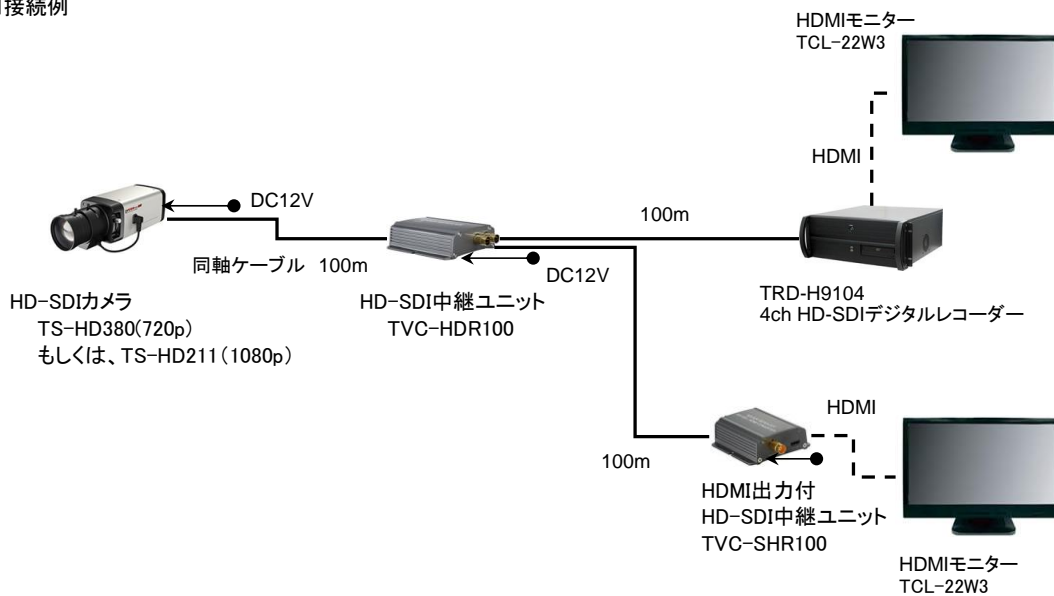 接続例
HDMIモニター
TCL-22W3
HDMI
DC12V
100m
同軸ケーブル 100m
DC12V
HD-SDIカメラ
TS-HD380(720p)
もしくは、TS-HD211(1080p)
HD-SDI中継ユニット
TVC-HDR100
TRD-H9104
4ch HD-SDIデジタルレコーダー
HDMI
100m
HDMI出力付
HD-SDI中継ユニット
TVC-SHR100
HDMIモニター
TCL-22W3